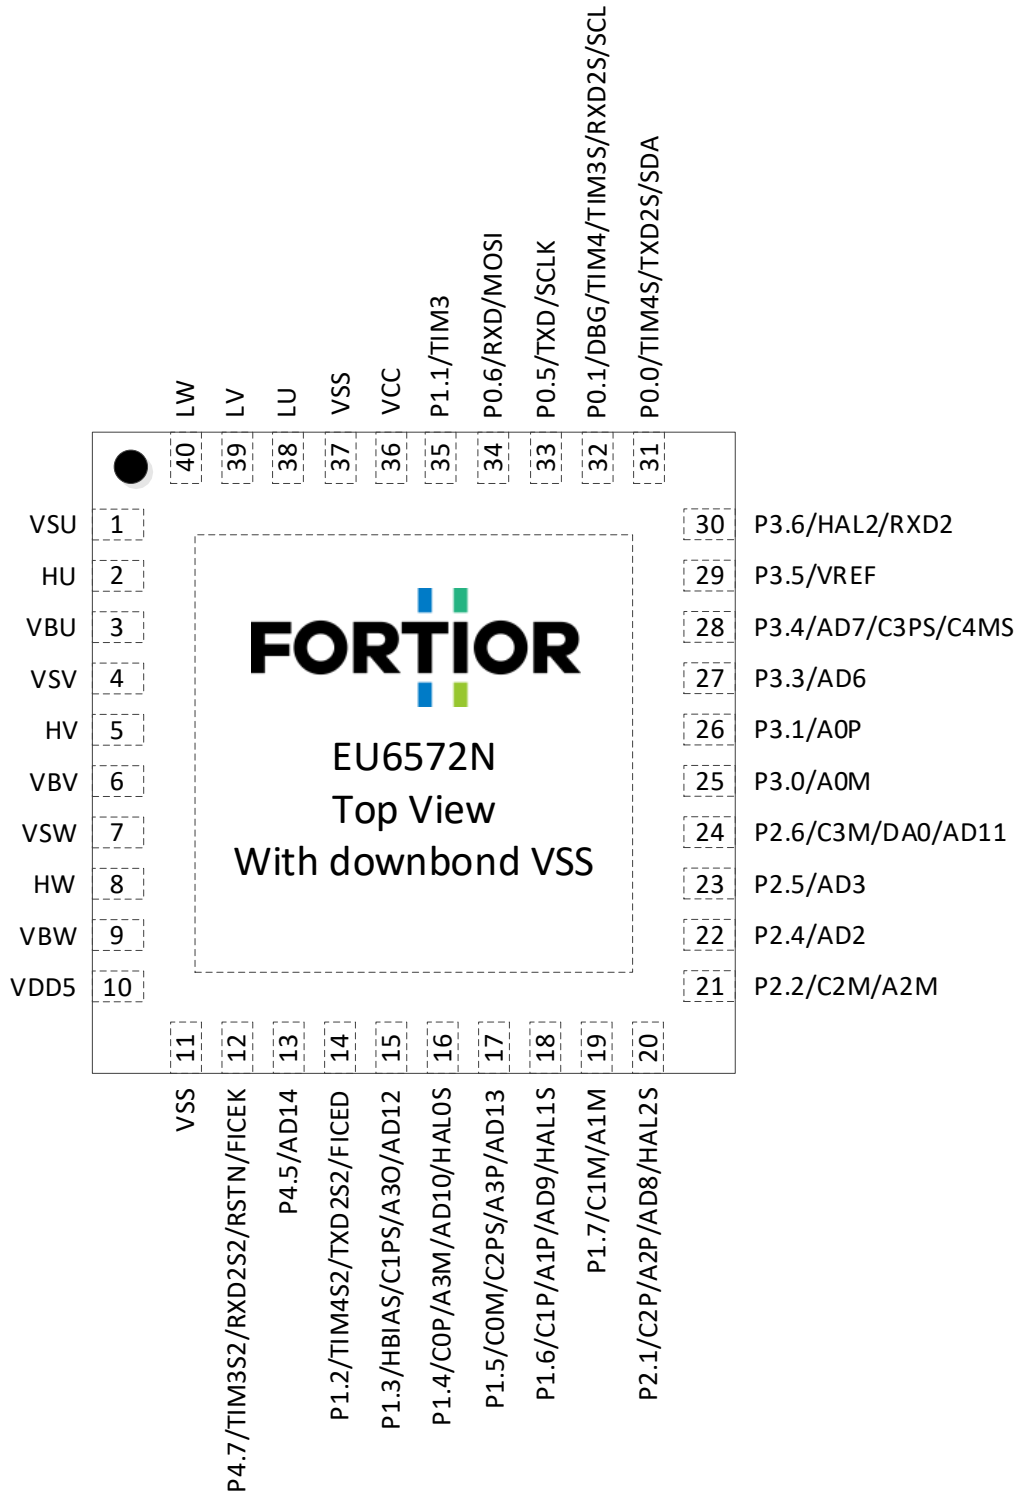 LW
LV
LU
VSS
VCC
P1.1/TIM3
P0.6/RXD/MOSI
P0.5/TXD/SCLK
P0.1/DBG/TIM4/TIM3S/RXD2S/SCL
P0.0/TIM4S/TXD2S/SDA
40
39
38
37
36
35
34
33
32
31
VSU 1
HU 2
VBU 3
VSV 4
HV 5
VBV 6
VSW 7
HW 8
VBW 9
VDD5 10
FORTIOR
EU6572N
Top View
With downbond VSS
30 P3.6/HAL2/RXD2
29 P3.5/VREF
28 P3.4/AD7/C3PS/C4MS
27 P3.3/AD6
26 P3.1/A0P
25 P3.0/A0M
24 P2.6/C3M/DA0/AD11
23 P2.5/AD3
22 P2.4/AD2
21 P2.2/C2M/A2M
11
12
13
14
15
16
17
18
19
20
VSS
P4.7/TIM3S2/RXD2S2/RSTN/FICEK
P4.5/AD14
P1.2/TIM4S2/TXD2S2/FICED
P1.3/HBIAS/C1PS/A3O/AD12
P1.4/C0P/A3M/AD10/HAL0S
P1.5/C0M/C2PS/A3P/AD13
P1.6/C1P/A1P/AD9/HAL1S
P1.7/C1M/A1M
P2.1/C2P/A2P/AD8/HAL2S